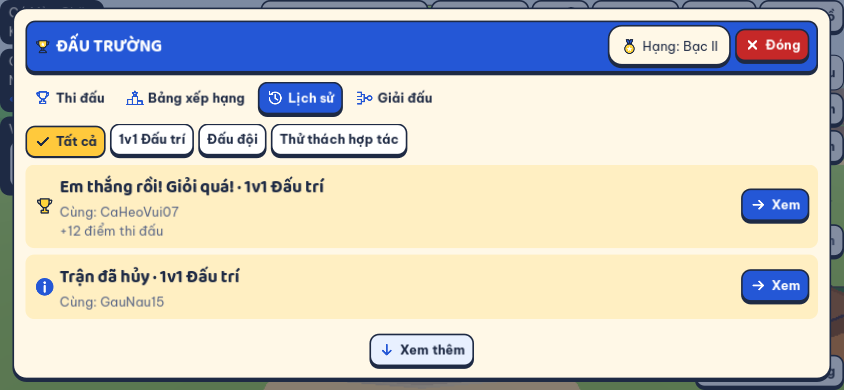 ĐẤU TRƯỜNG
Hạng: Bạc II
Đóng
Thi đấu
Bảng xếp hạng
Lịch sử
Giải đấu
Tất cả
1v1 Đấu trí
Đấu đội
Thử thách hợp tác
Em thắng rồi! Giỏi quá! · 1v1 Đấu trí
Cùng: CaHeoVui07
+12 điểm thi đấu
Xem
Trận đã hủy · 1v1 Đấu trí
Cùng: GauNau15
Xem
Xem thêm